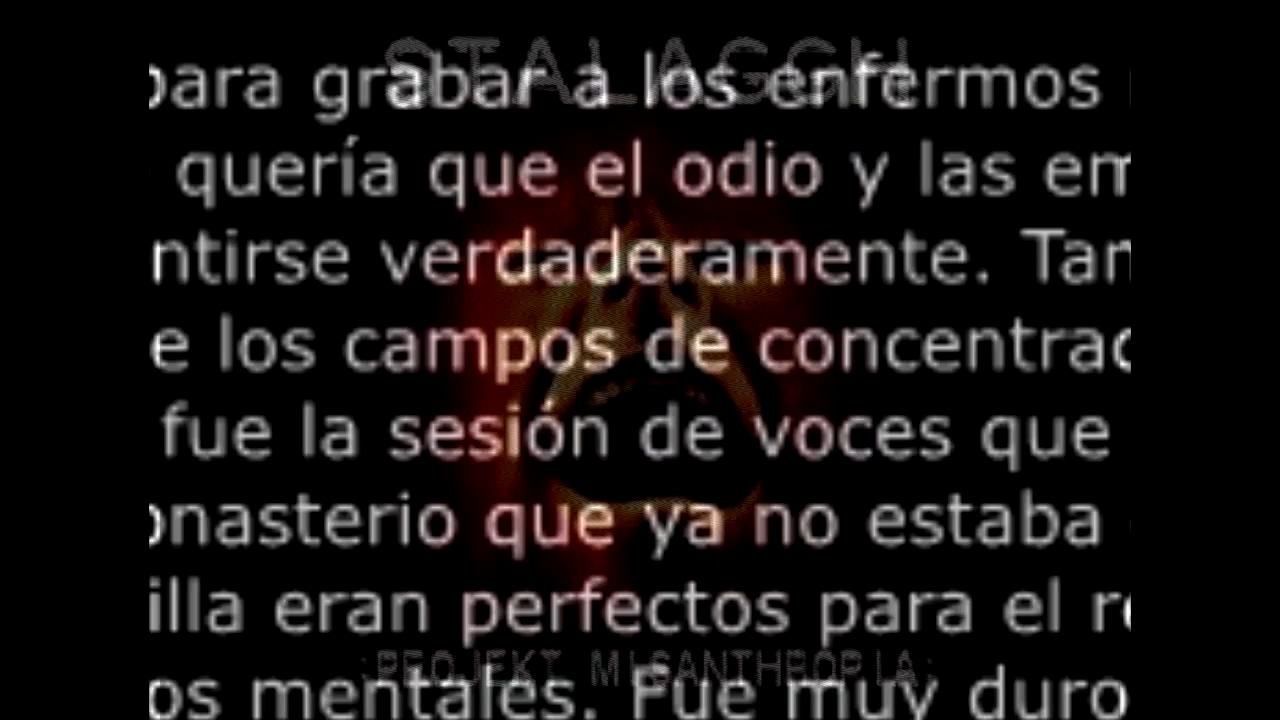 STALAGGH
para grabar a los enfermos
quería que el odio y las em
ntirse verdaderamente. Tan
e los campos de concentrac
fue la sesión de voces que
onasterio que ya no estaba
illa eran perfectos para el re
:PROJEKT MISANTHROPIA:
os mentales. Fue muy duro